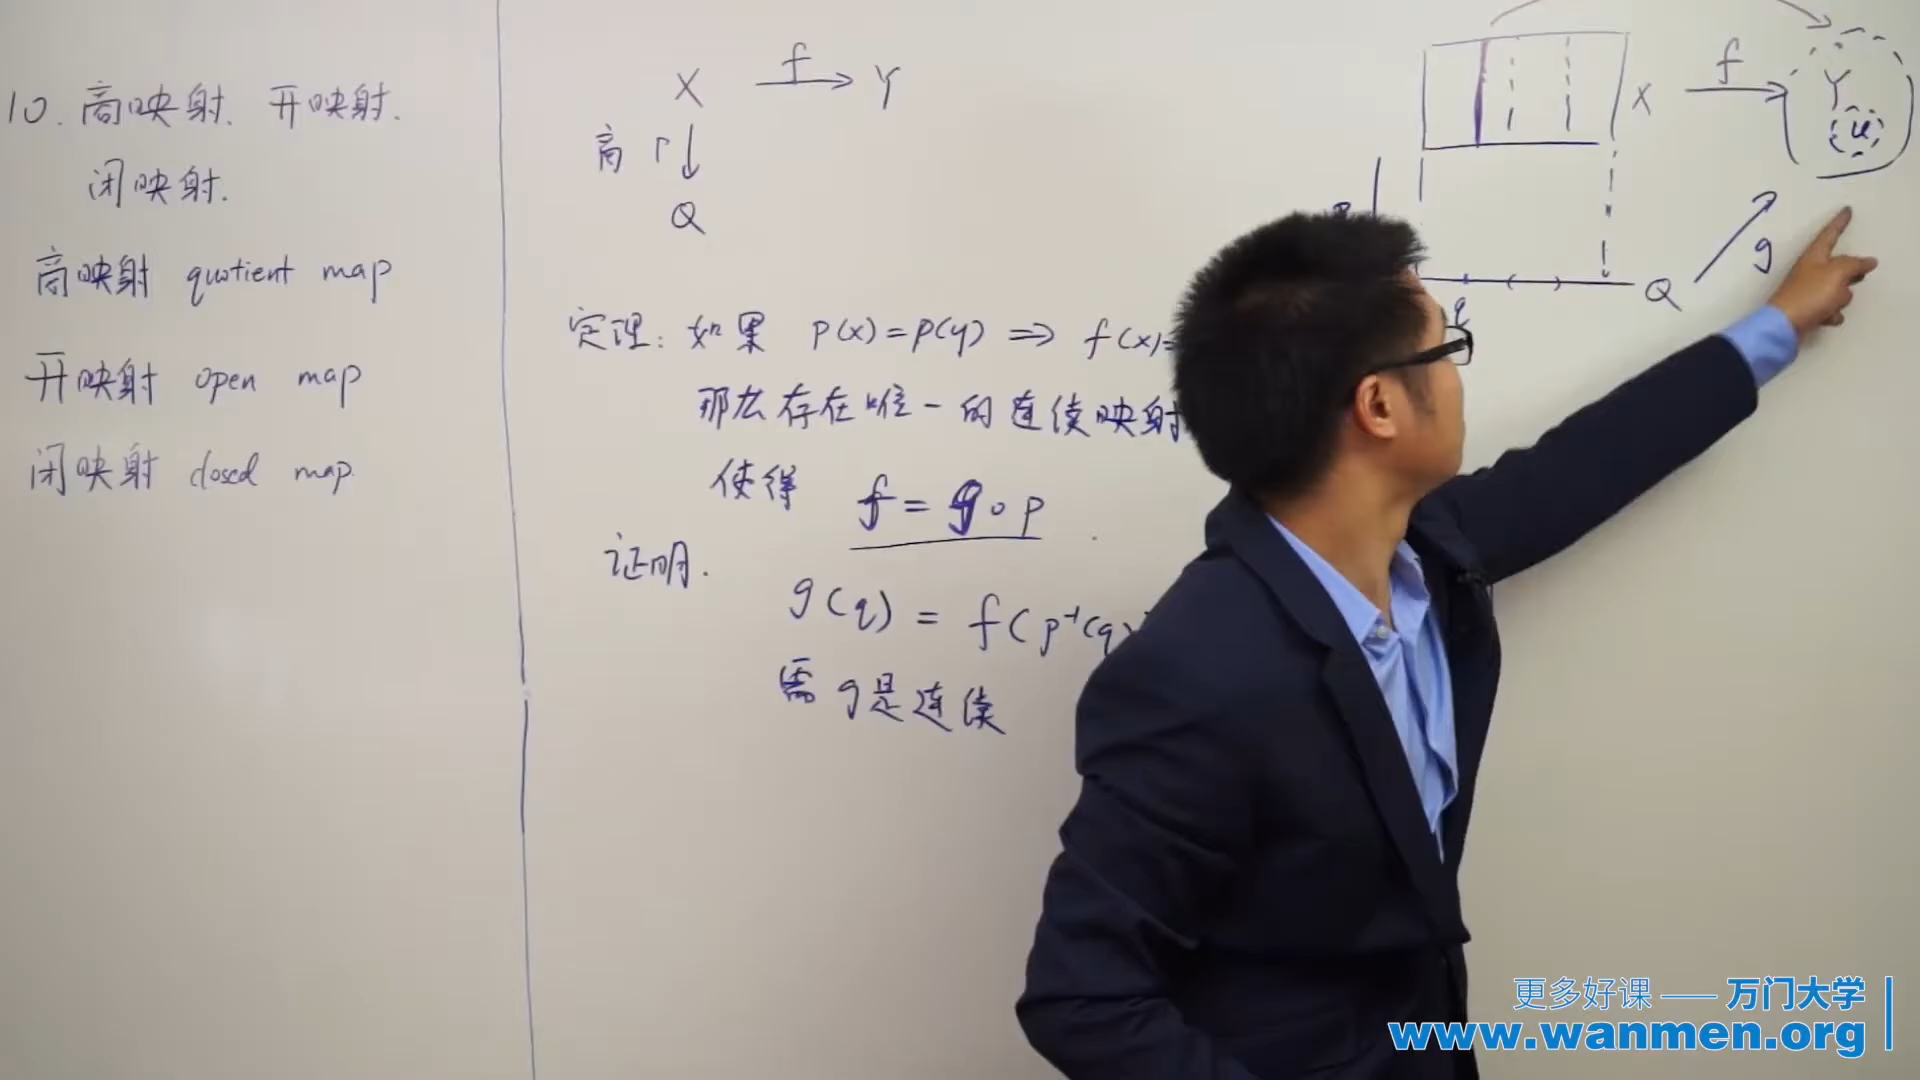 10. 商映射. 开映射.
闭映射.
商映射 quotient map
开映射 open map
闭映射 closed map
X f Y
商 p
Q
定理: 如果 p(x)=p(y) ⇒ f(x)=
那么存在唯一的连续映射
使得 f = g∘p
证明.
g(q) = f(p⁻¹(q)
需 g是连续
X f Y
u
g
Q
q
更多好课 —— 万门大学
www.wanmen.org